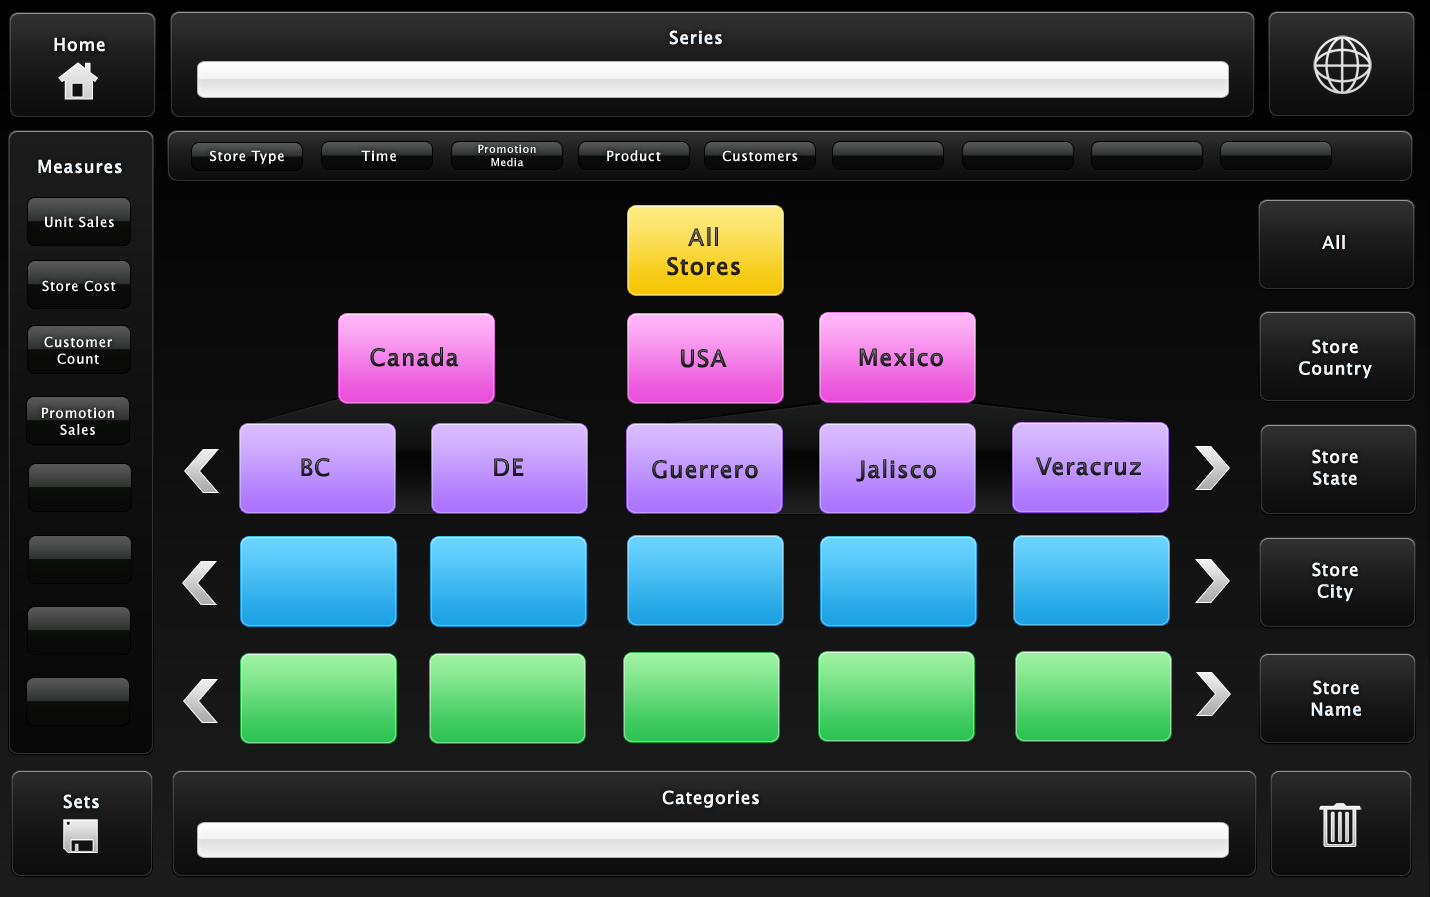 Home
Series
Measures
Store Type
Time
Promotion
Media
Product
Customers
Unit Sales
Store Cost
Customer
Count
Promotion
Sales
All
Stores
All
Canada
USA
Mexico
Store
Country
BC
DE
Guerrero
Jalisco
Veracruz
Store
State
Store
City
Store
Name
Sets
Categories